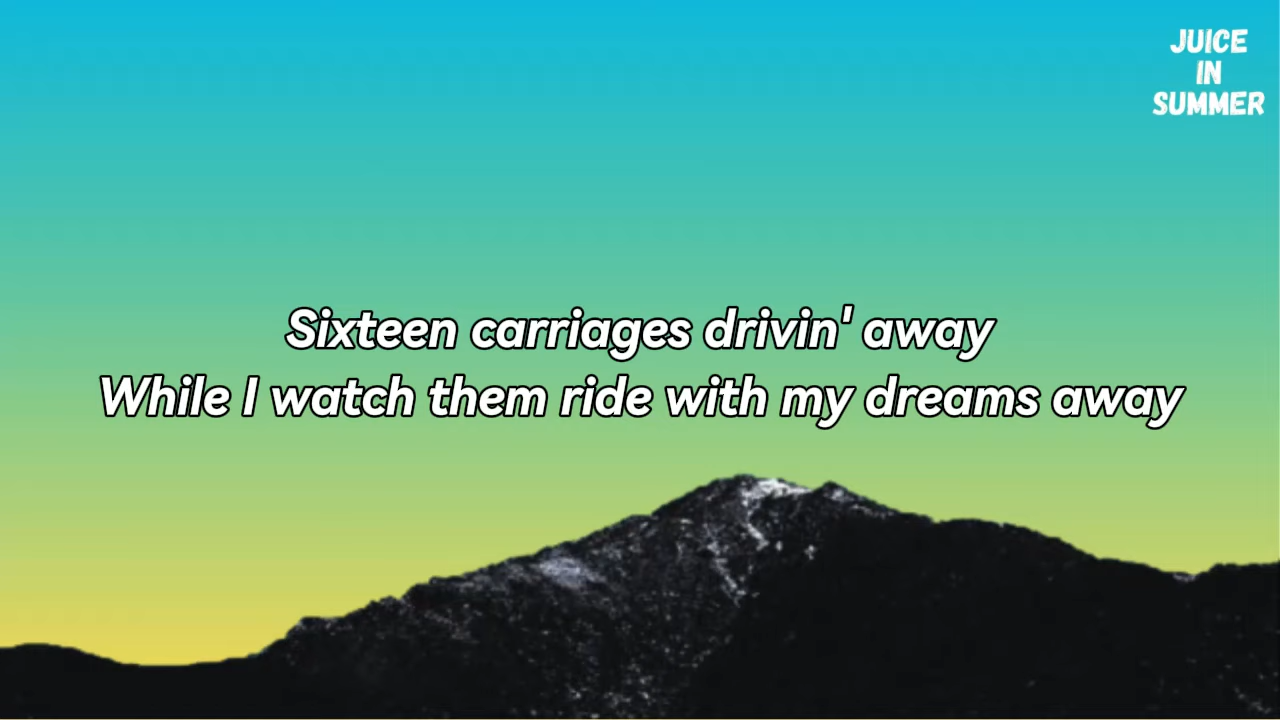 JUICE
IN
SUMMER
Sixteen carriages drivin' away
While I watch them ride with my dreams away